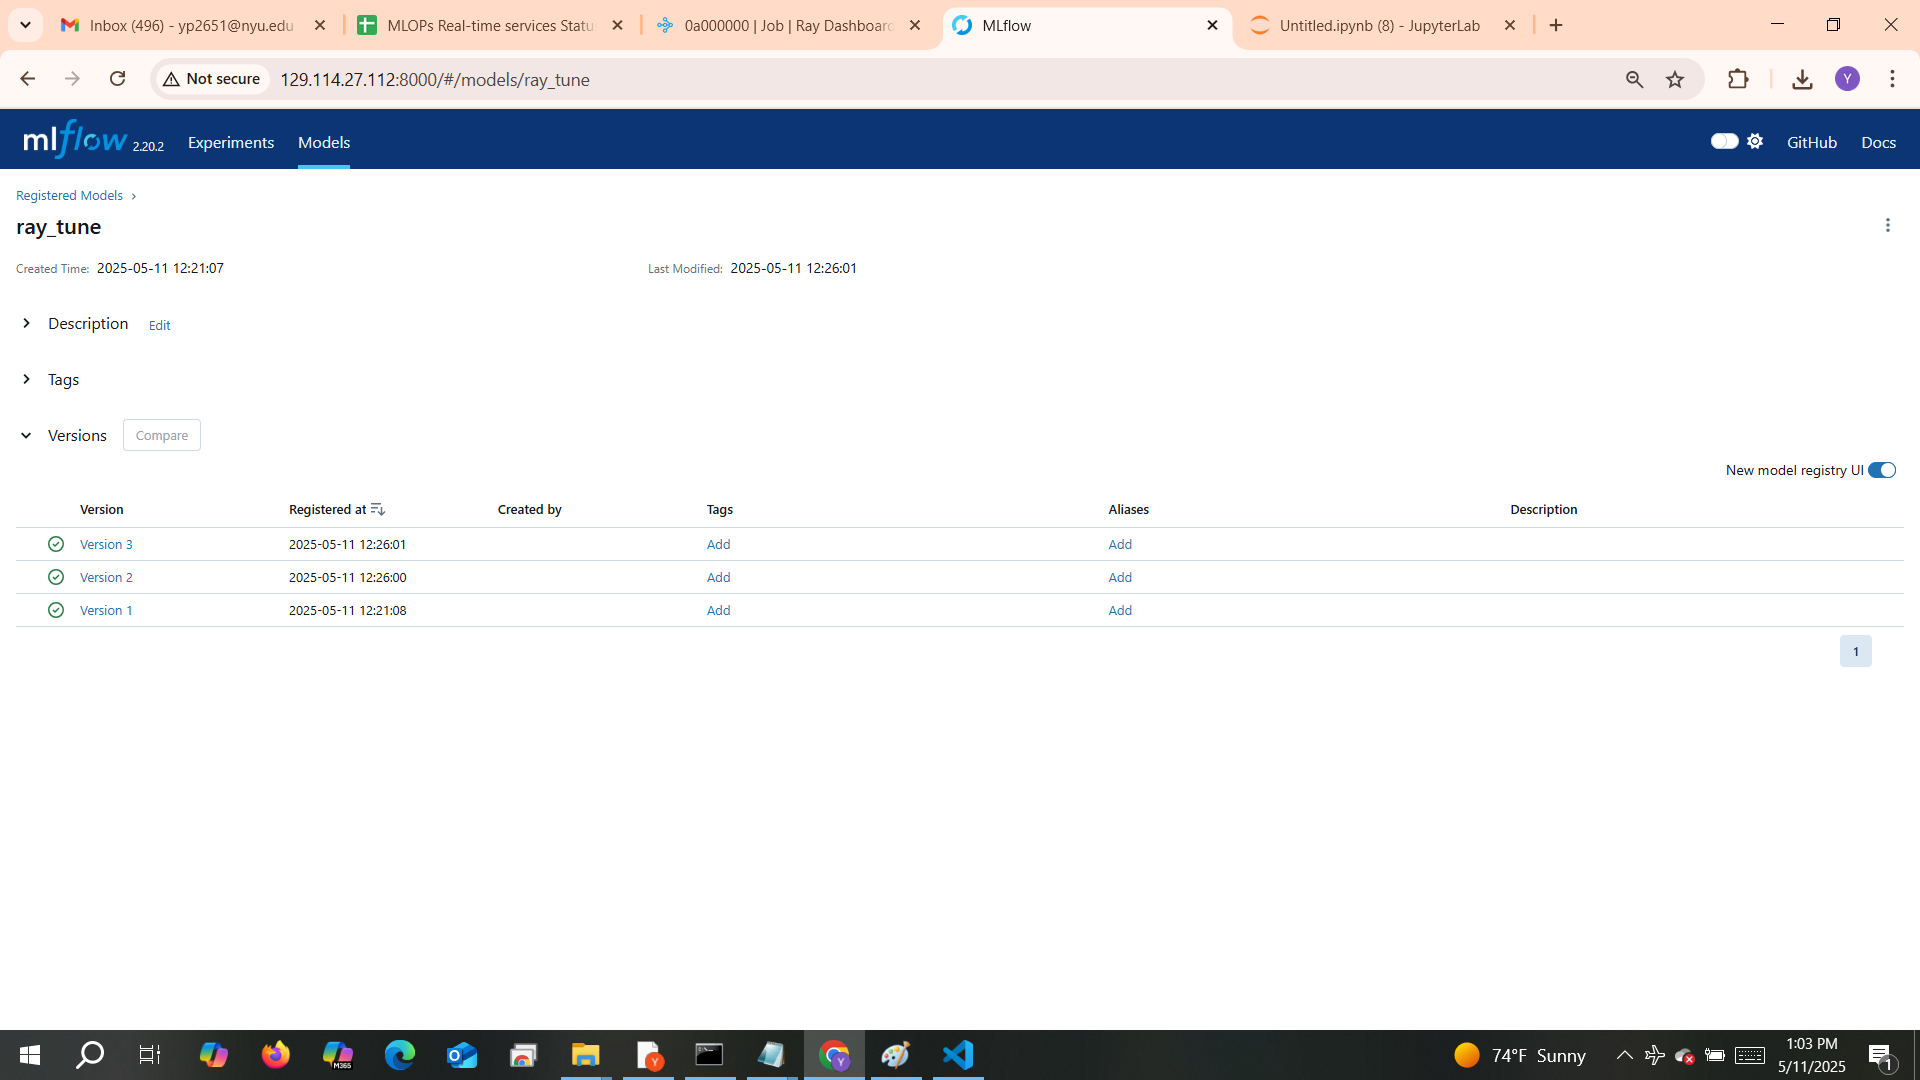 Inbox (496) - yp2651@nyu.edu
MLOPs Real-time services Statu
0a000000 | Job | Ray Dashboard
MLflow
Untitled.ipynb (8) - JupyterLab
Not secure
129.114.27.112:8000/#/models/ray_tune
Y
mlflow 2.20.2
Experiments
Models
GitHub
Docs
Registered Models
ray_tune
Created Time: 2025-05-11 12:21:07
Last Modified: 2025-05-11 12:26:01
Description Edit
Tags
Versions Compare
New model registry UI
Version Registered at Created by Tags Aliases Description
Version 3 2025-05-11 12:26:01 Add Add
Version 2 2025-05-11 12:26:00 Add Add
Version 1 2025-05-11 12:21:08 Add Add
1
M365
74°F Sunny
1:03 PM
5/11/2025
1